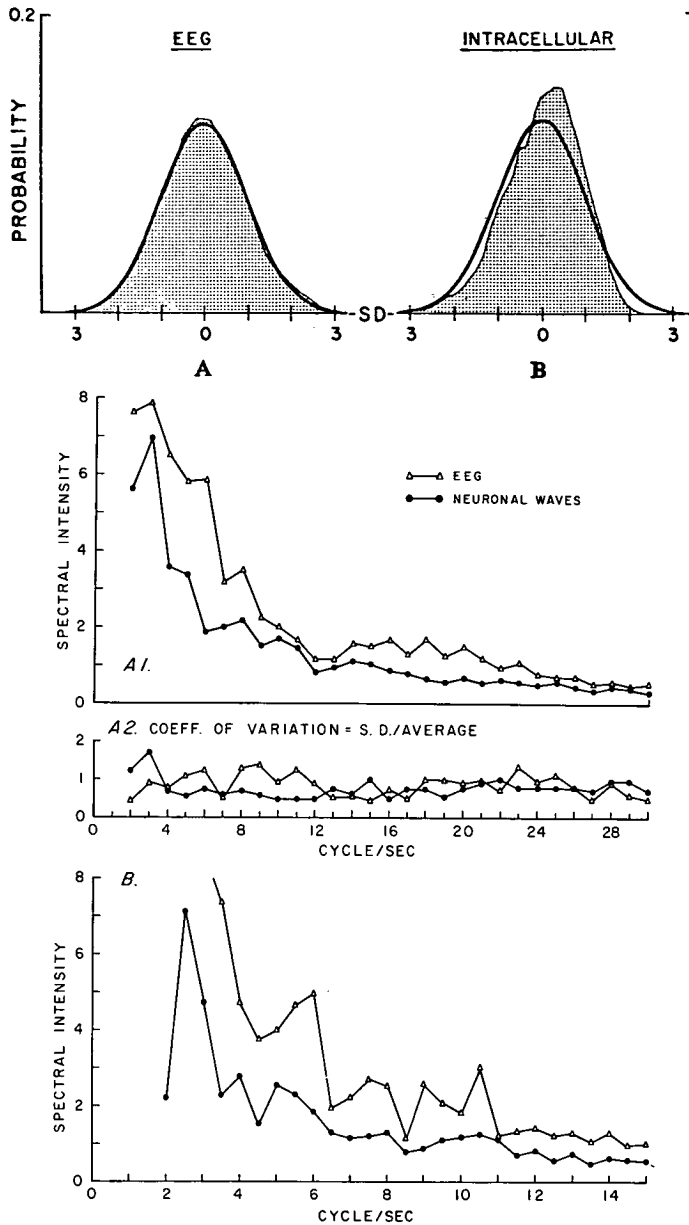 0.2
EEG
INTRACELLULAR
PROBABILITY
3 0 3 -SD- 3 0 3
A B
8
6
4
2
0
SPECTRAL INTENSITY
EEG
NEURONAL WAVES
A1.
A2. COEFF. OF VARIATION = S.D./AVERAGE
2
1
0
0 4 8 12 16 20 24 28
CYCLE/SEC
B.
8
6
4
2
0
SPECTRAL INTENSITY
0 2 4 6 8 10 12 14
CYCLE/SEC